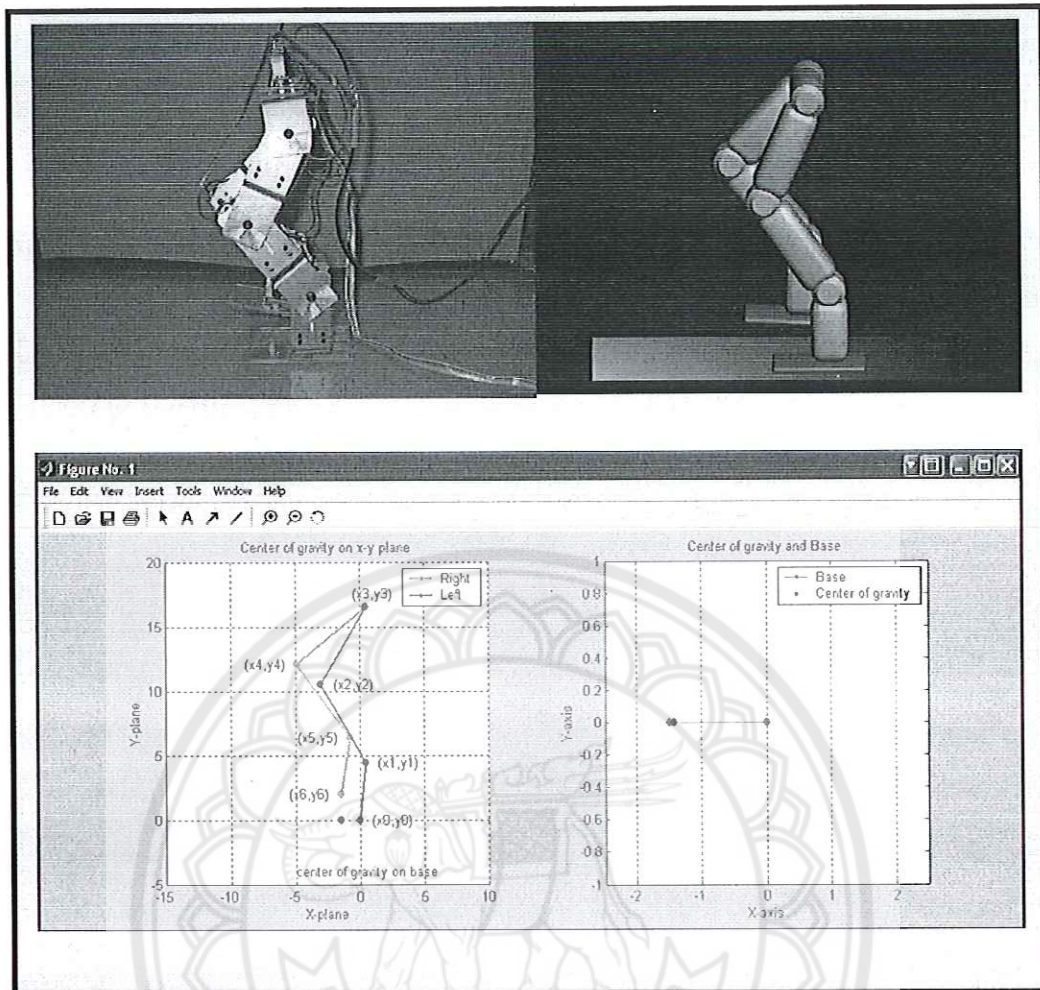 Figure No. 1
File Edit View Insert Tools Window Help
Center of gravity on x-y plane
Right
Left
(x3,y3)
(x4,y4)
(x2,y2)
(x5,y5)
(x1,y1)
(x6,y6)
(x0,y0)
center of gravity on base
20
15
10
5
0
-5
-15
-10
-5
0
5
10
Y-plane
X-plane
Center of gravity and Base
Base
Center of gravity
1
0.8
0.6
0.4
0.2
0
-0.2
-0.4
-0.6
-0.8
-1
-2
-1
0
1
2
Y-axis
X-axis